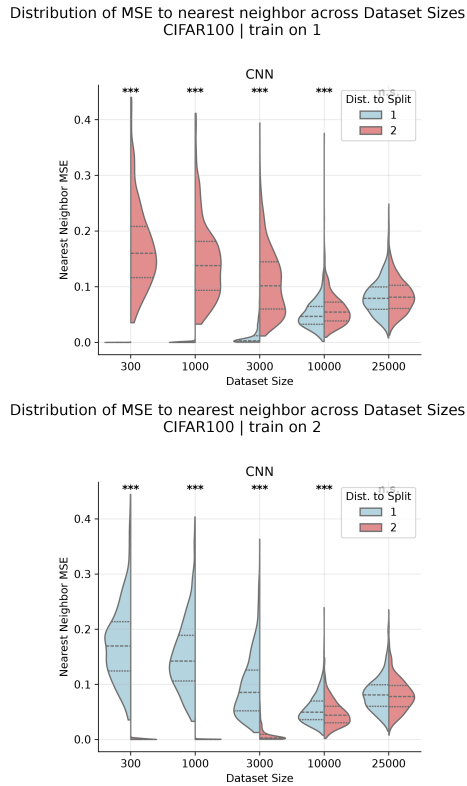 Distribution of MSE to nearest neighbor across Dataset Sizes
CIFAR100 | train on 1
CNN
*** *** *** *** n.s.
Dist. to Split
1
2
Nearest Neighbor MSE
0.4
0.3
0.2
0.1
0.0
300 1000 3000 10000 25000
Dataset Size
Distribution of MSE to nearest neighbor across Dataset Sizes
CIFAR100 | train on 2
CNN
*** *** *** *** n.s.
Dist. to Split
1
2
Nearest Neighbor MSE
0.4
0.3
0.2
0.1
0.0
300 1000 3000 10000 25000
Dataset Size